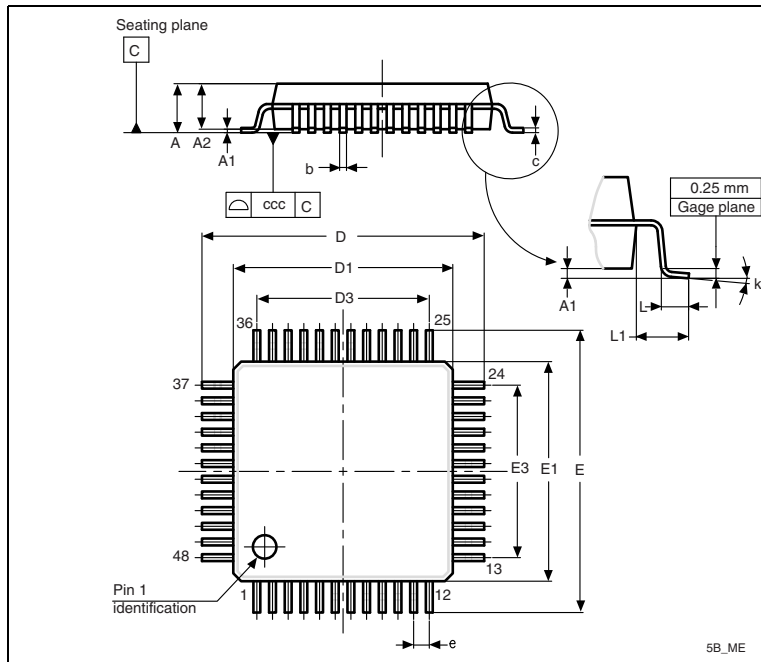 Seating plane
C
A
A2
A1
b
c
ccc C
0.25 mm
Gage plane
D
D1
D3
A1
L
k
L1
36
25
37
24
E3
E1
E
48
13
Pin 1
identification
1
12
e
5B_ME